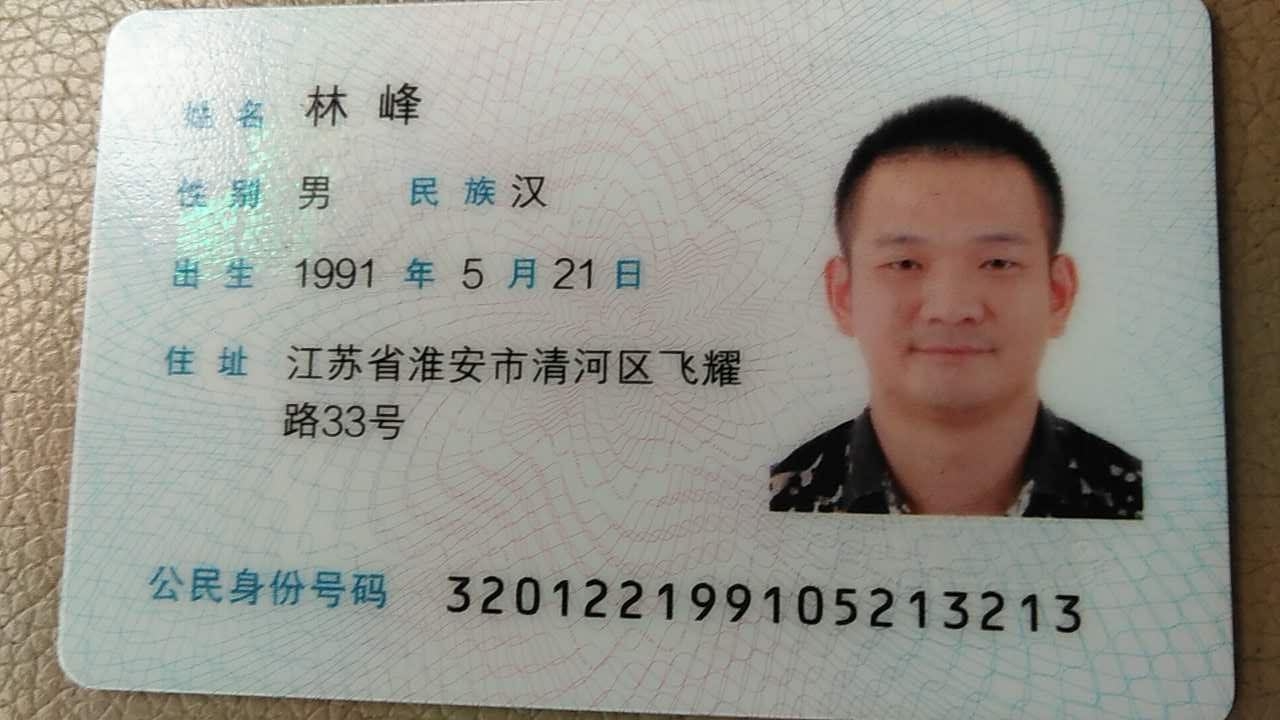 姓名 林峰
性别 男 民族 汉
出生 1991 年 5 月 21 日
住址 江苏省淮安市清河区飞耀
路33号
公民身份号码 320122199105213213